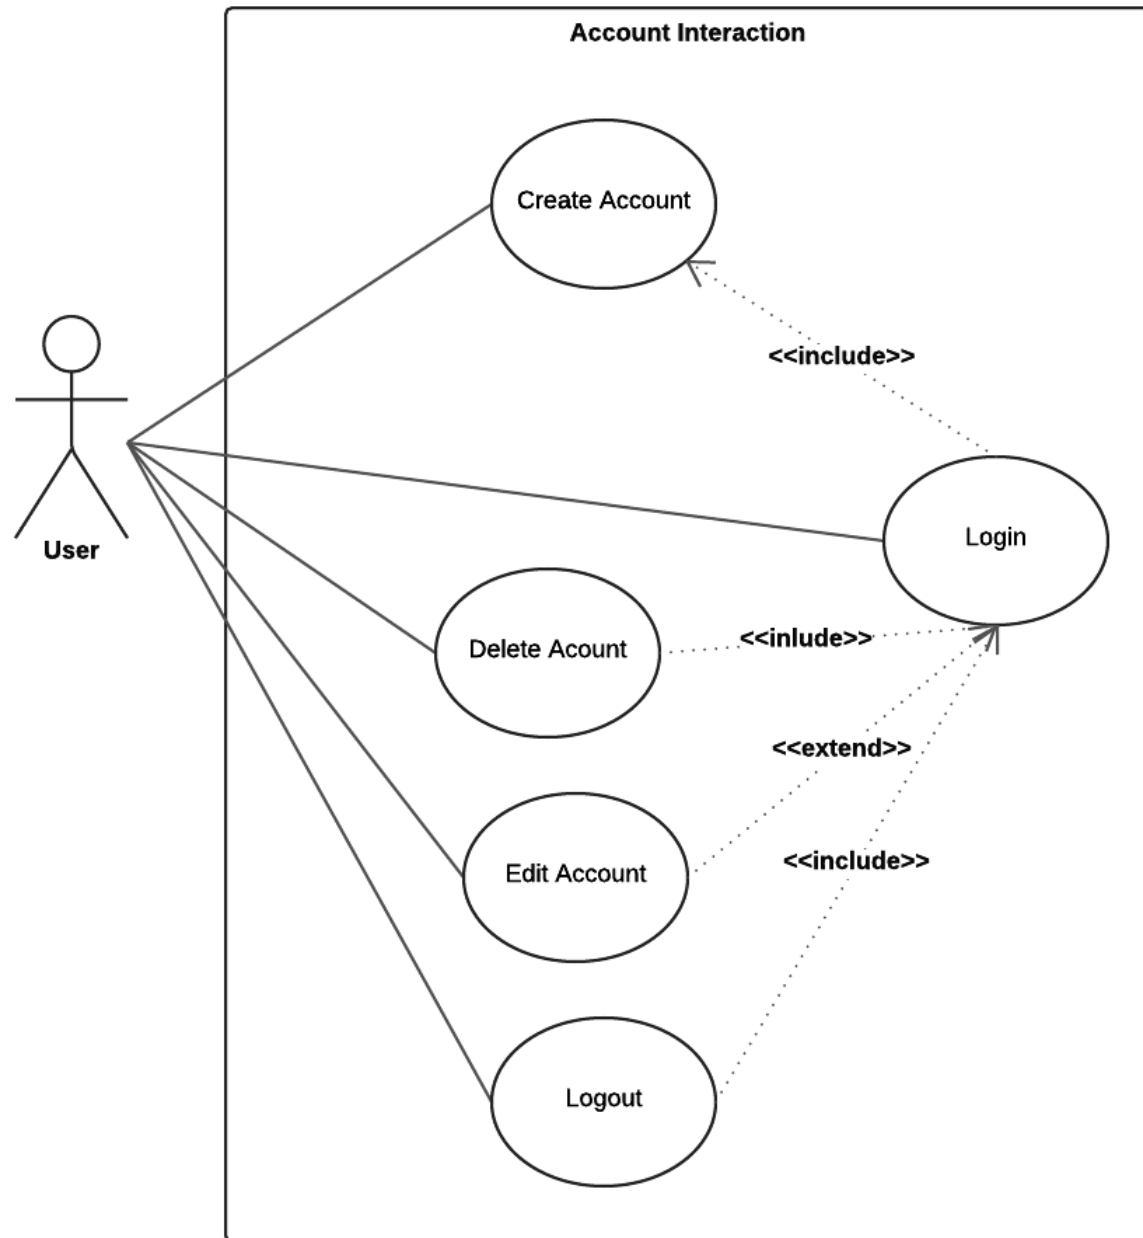 Account Interaction
Create Account
<<include>>
Login
User
<<inlude>>
Delete Acount
<<extend>>
<<include>>
Edit Account
Logout